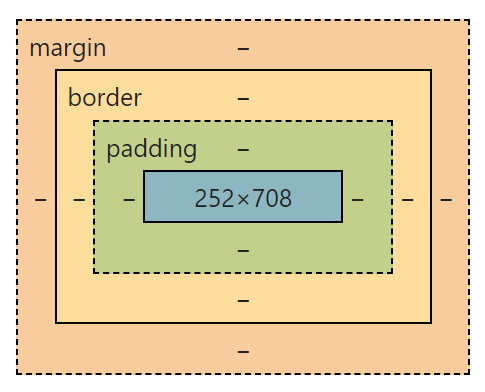 margin –
border –
padding –
– – – 252×708 – – –
–
–
–